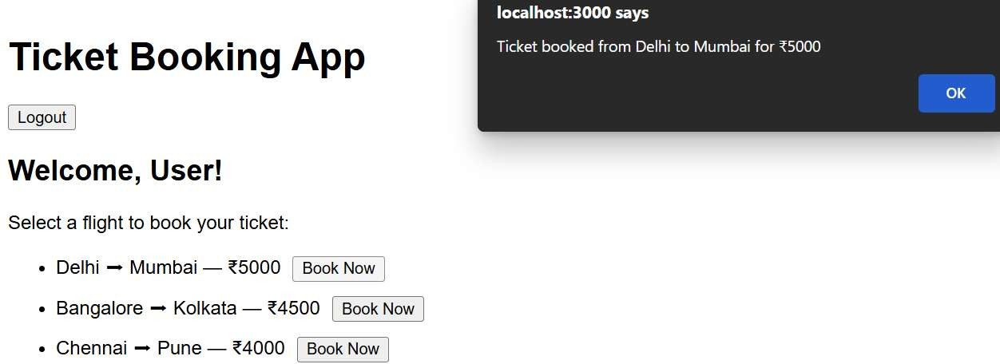 Ticket Booking App
localhost:3000 says
Ticket booked from Delhi to Mumbai for ₹5000
OK
Logout
Welcome, User!
Select a flight to book your ticket:
• Delhi ➞ Mumbai — ₹5000 Book Now
• Bangalore ➞ Kolkata — ₹4500 Book Now
• Chennai ➞ Pune — ₹4000 Book Now